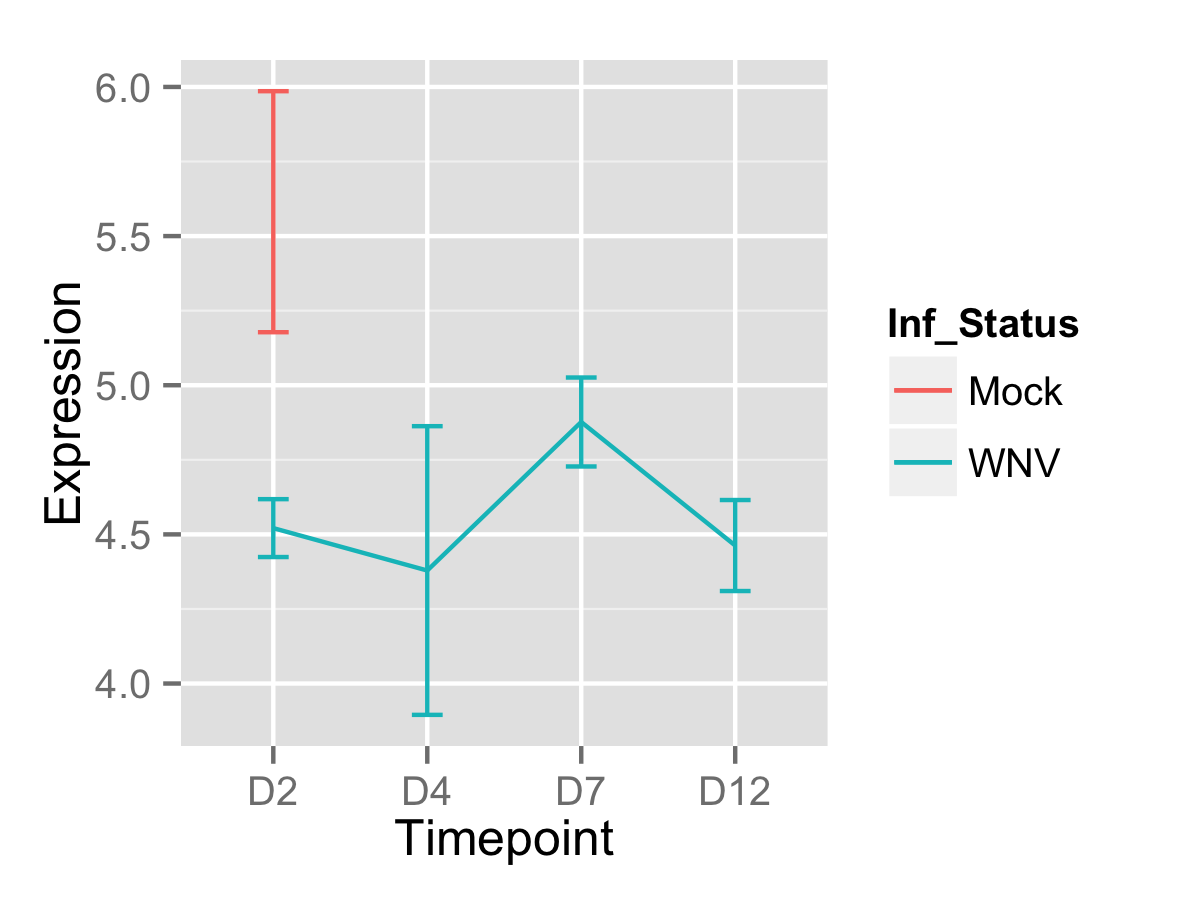 6.0
5.5
5.0
4.5
4.0
Expression
D2 D4 D7 D12
Timepoint
Inf_Status
Mock
WNV